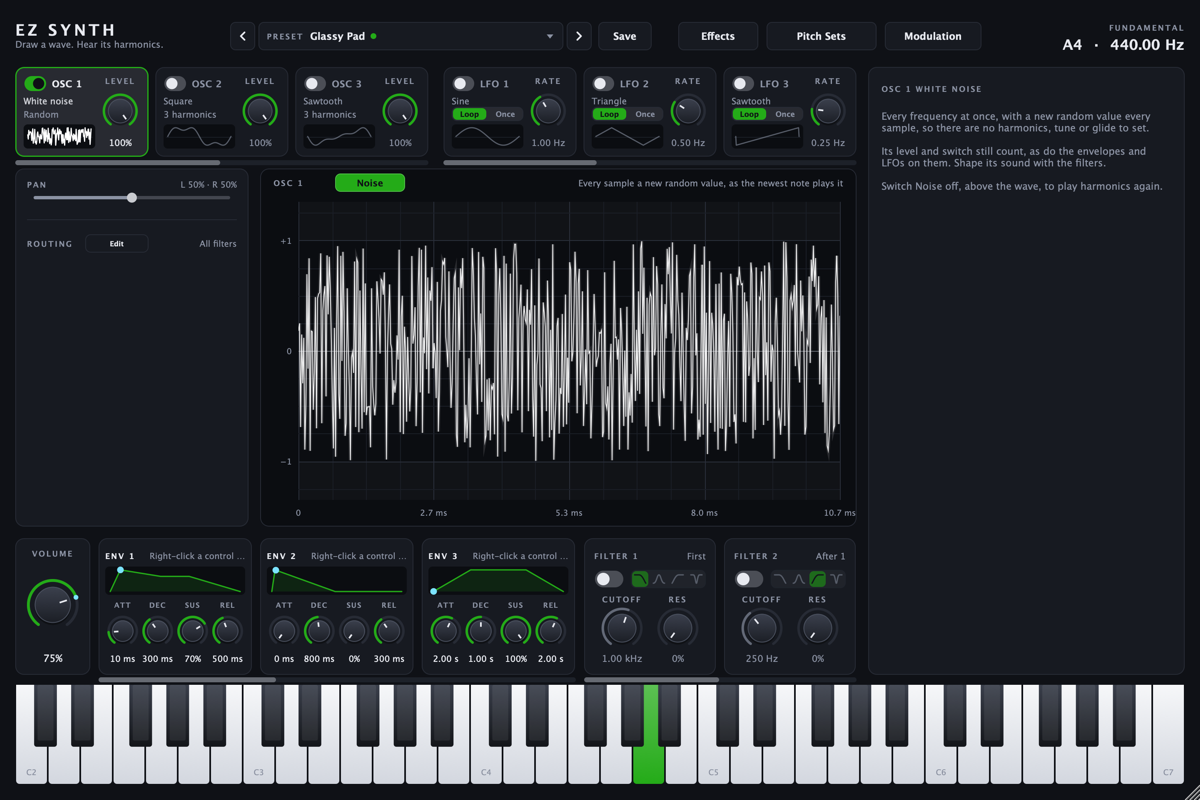 EZ SYNTH
Draw a wave. Hear its harmonics.
PRESET Glassy Pad
Save
Effects
Pitch Sets
Modulation
FUNDAMENTAL
A4 · 440.00 Hz
OSC 1
LEVEL
White noise
Random
100%
OSC 2
LEVEL
Square
3 harmonics
100%
OSC 3
LEVEL
Sawtooth
3 harmonics
100%
LFO 1
RATE
Sine
Loop Once
1.00 Hz
LFO 2
RATE
Triangle
Loop Once
0.50 Hz
LFO 3
RATE
Sawtooth
Loop Once
0.25 Hz
OSC 1 WHITE NOISE
Every frequency at once, with a new random value every
sample, so there are no harmonics, tune or glide to set.
Its level and switch still count, as do the envelopes and
LFOs on them. Shape its sound with the filters.
Switch Noise off, above the wave, to play harmonics again.
PAN
L 50% · R 50%
ROUTING
Edit
All filters
OSC 1
Noise
Every sample a new random value, as the newest note plays it
+1
0
−1
0
2.7 ms
5.3 ms
8.0 ms
10.7 ms
VOLUME
75%
ENV 1
Right-click a control ...
ATT DEC SUS REL
10 ms 300 ms 70% 500 ms
ENV 2
Right-click a control ...
ATT DEC SUS REL
0 ms 800 ms 0% 300 ms
ENV 3
Right-click a control ...
ATT DEC SUS REL
2.00 s 1.00 s 100% 2.00 s
FILTER 1
First
CUTOFF RES
1.00 kHz 0%
FILTER 2
After 1
CUTOFF RES
250 Hz 0%
C2
C3
C4
C5
C6
C7